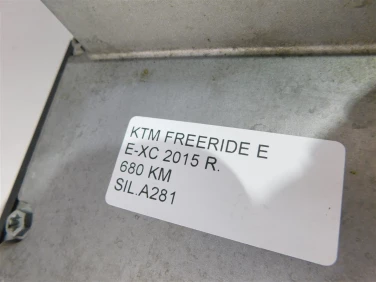 KTM FREERIDE E
E-XC 2015 R.
680 KM
SIL.A281